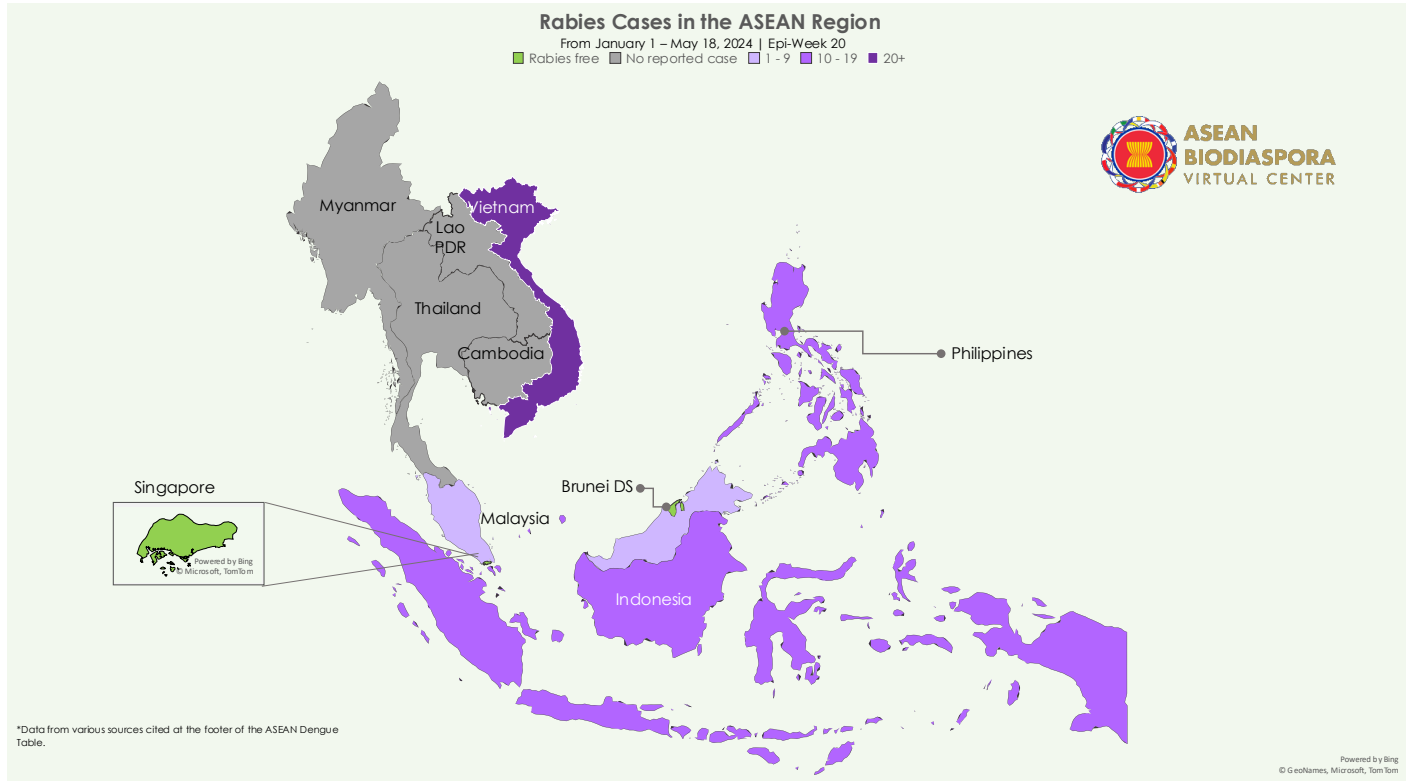 Rabies Cases in the ASEAN Region
From January 1 – May 18, 2024 | Epi-Week 20
Rabies free No reported case 1 - 9 10 - 19 20+
ASEAN
BIODIASPORA
VIRTUAL CENTER
Myanmar
Vietnam
Lao
PDR
Thailand
Cambodia
Philippines
Singapore
Brunei DS
Malaysia
Powered by Bing
© Microsoft, TomTom
Indonesia
*Data from various sources cited at the footer of the ASEAN Dengue
Table.
Powered by Bing
© GeoNames, Microsoft, TomTom